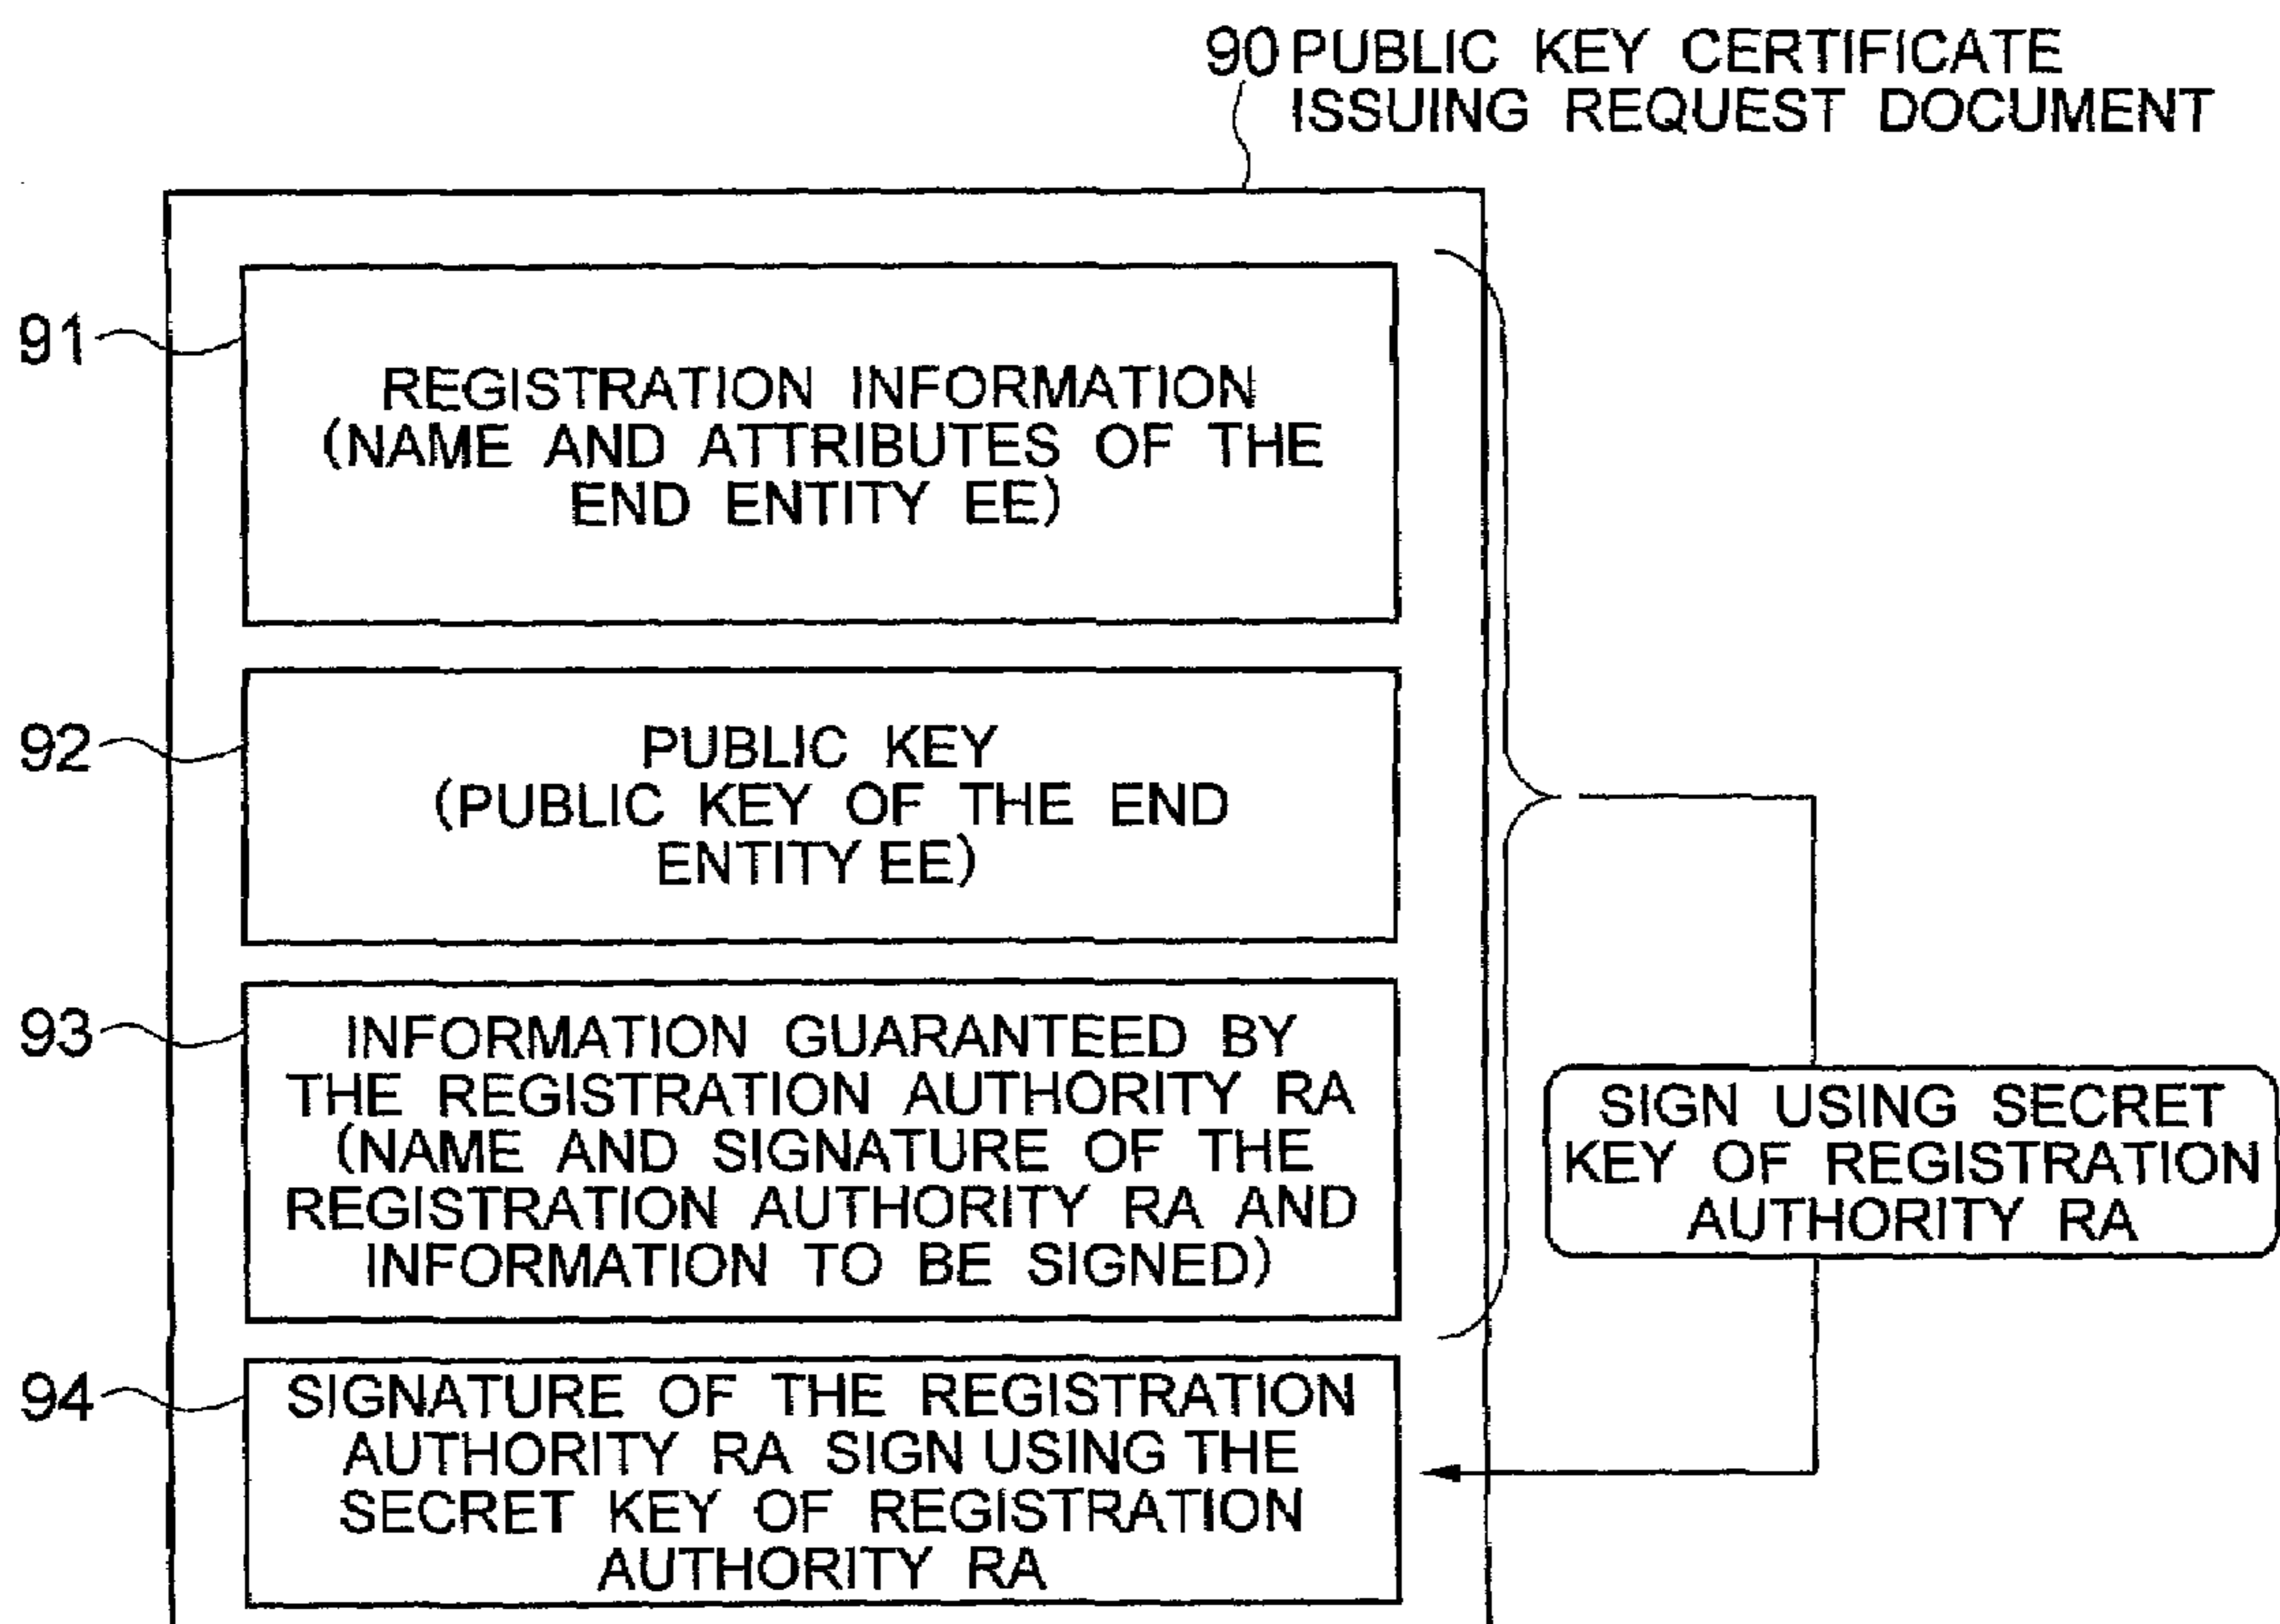 90 PUBLIC KEY CERTIFICATE
ISSUING REQUEST DOCUMENT
91
REGISTRATION INFORMATION
(NAME AND ATTRIBUTES OF THE
END ENTITY EE)
92
PUBLIC KEY
(PUBLIC KEY OF THE END
ENTITY EE)
93
INFORMATION GUARANTEED BY
THE REGISTRATION AUTHORITY RA
(NAME AND SIGNATURE OF THE
REGISTRATION AUTHORITY RA AND
INFORMATION TO BE SIGNED)
SIGN USING SECRET
KEY OF REGISTRATION
AUTHORITY RA
94
SIGNATURE OF THE REGISTRATION
AUTHORITY RA SIGN USING THE
SECRET KEY OF REGISTRATION
AUTHORITY RA